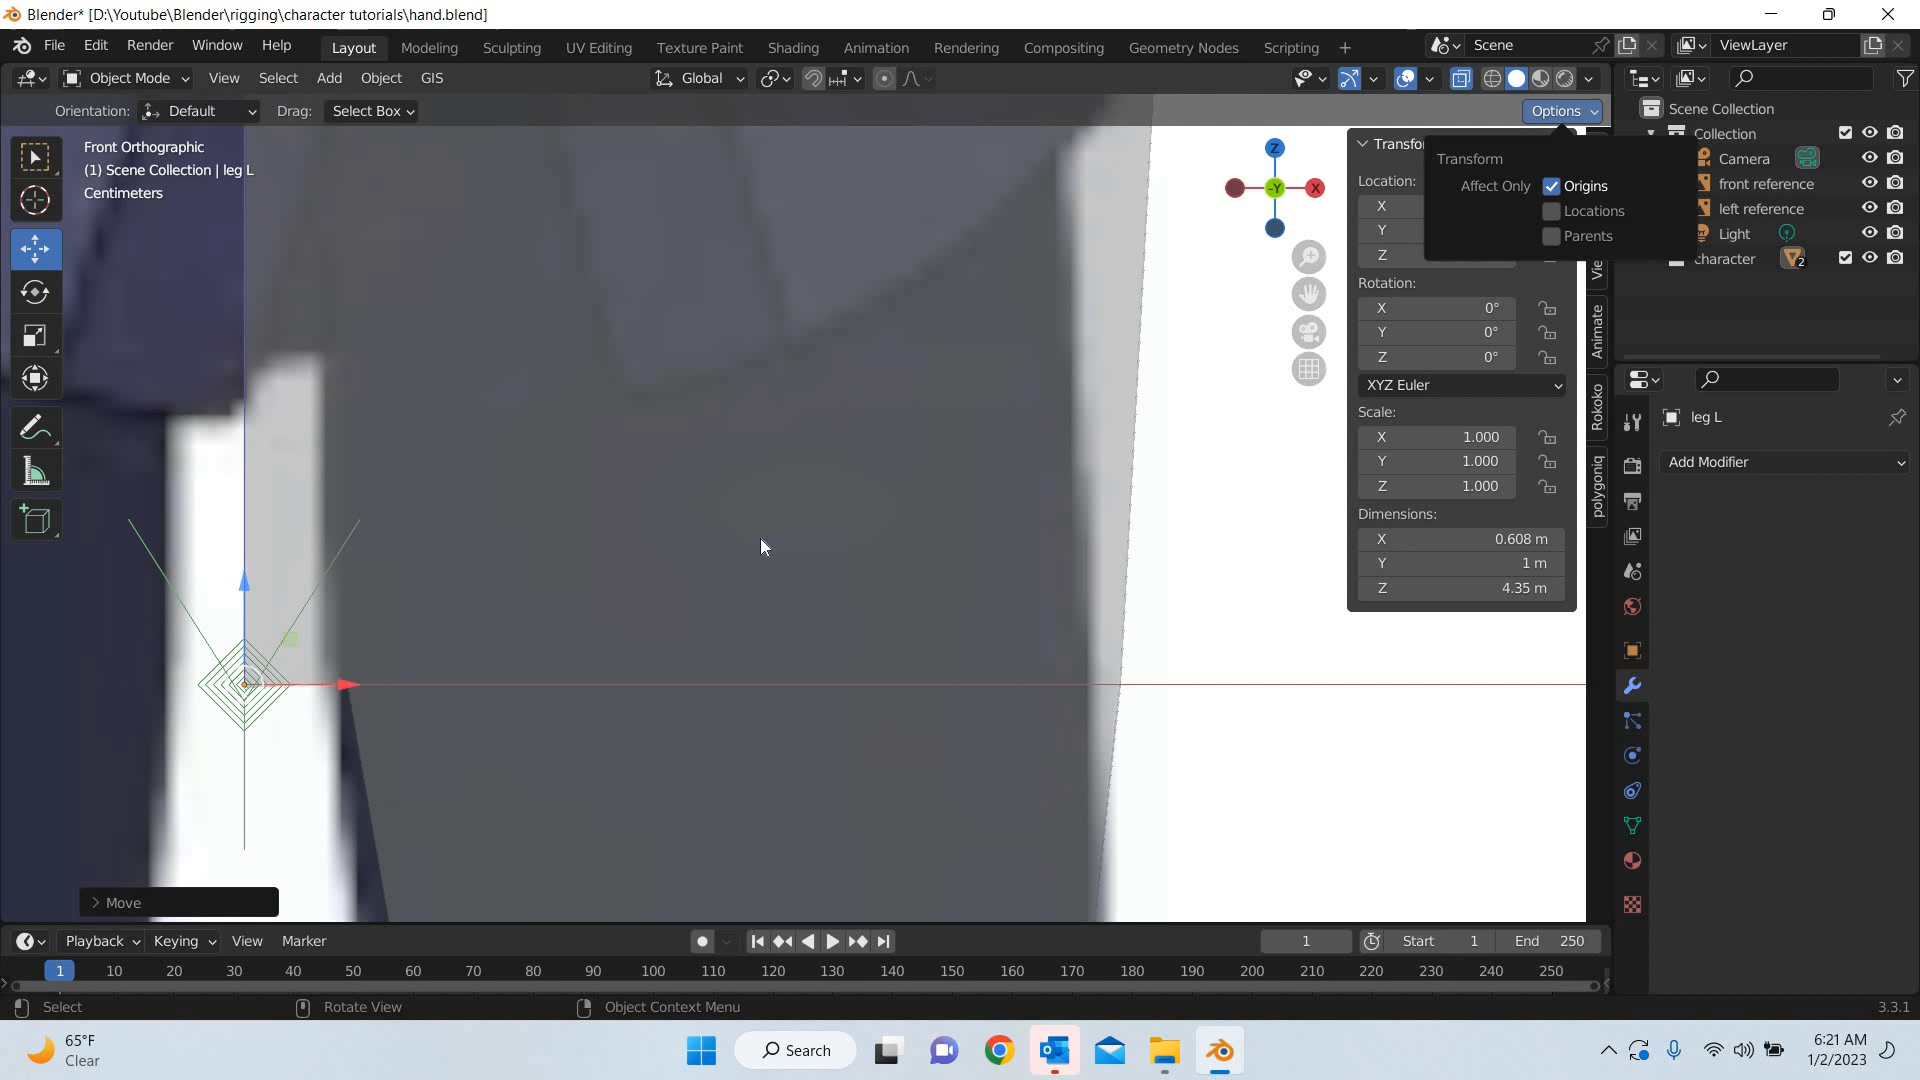 Blender* [D:\Youtube\Blender\rigging\character tutorials\hand.blend]
File Edit Render Window Help Layout Modeling Sculpting UV Editing Texture Paint Shading Animation Rendering Compositing Geometry Nodes Scripting + Scene ViewLayer
Object Mode View Select Add Object GIS Global
Orientation: Default Drag: Select Box Options
Front Orthographic
(1) Scene Collection | leg L
Centimeters
Z
-Y X
Transfor
Location:
X
Y
Z
Rotation:
X 0°
Y 0°
Z 0°
XYZ Euler
Scale:
X 1.000
Y 1.000
Z 1.000
Dimensions:
X 0.608 m
Y 1 m
Z 4.35 m
Transform
Affect Only Origins
Locations
Parents
Vie
Animate
Rokoko
polygoniq
Scene Collection
Collection
Camera
front reference
left reference
Light
character 2
leg L
Add Modifier
Move
Playback Keying View Marker 1 Start 1 End 250
1 10 20 30 40 50 60 70 80 90 100 110 120 130 140 150 160 170 180 190 200 210 220 230 240 250
Select Rotate View Object Context Menu 3.3.1
65°F
Clear
Search
6:21 AM
1/2/2023